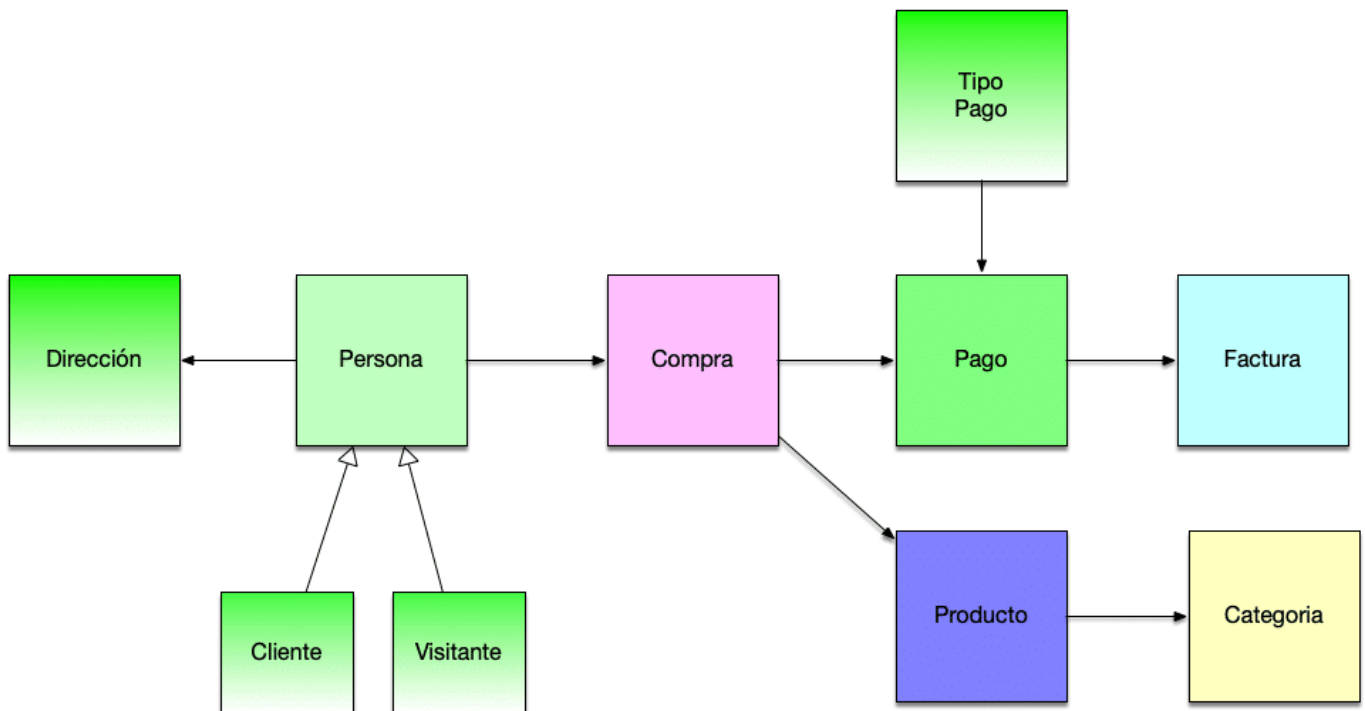 Tipo
Pago
Dirección
Persona
Compra
Pago
Factura
Producto
Categoria
Cliente
Visitante